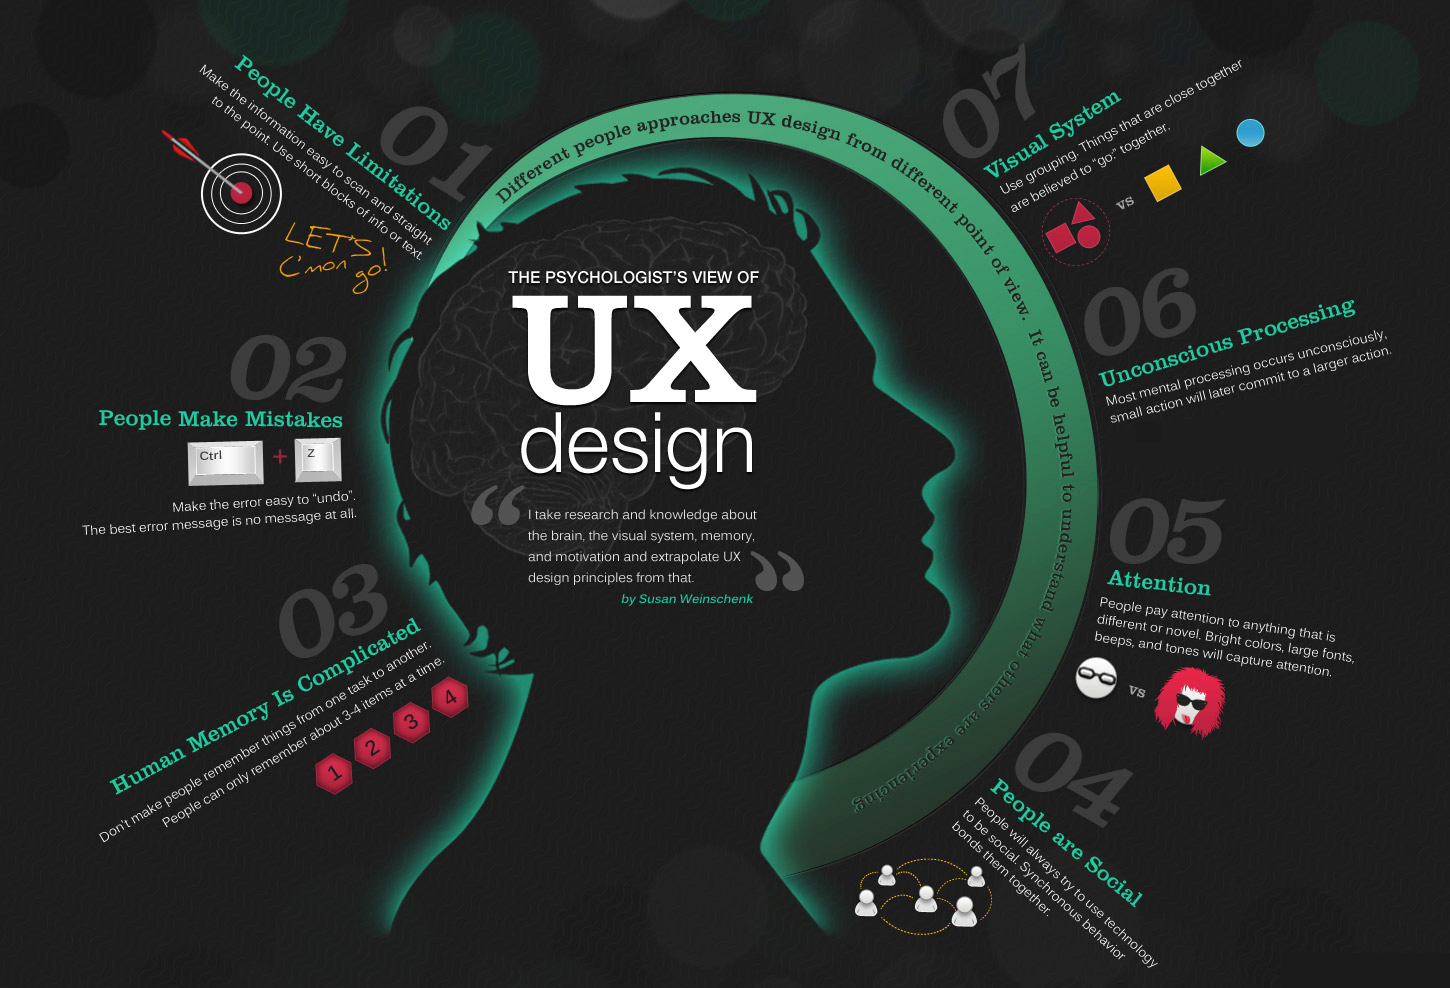 THE PSYCHOLOGIST'S VIEW OF
UX
design
“ I take research and knowledge about
the brain, the visual system, memory,
and motivation and extrapolate UX
design principles from that. ”
by Susan Weinschenk
Different people approaches UX design from different point of view. It can be helpful to understand what others are experiencing
01
People Have Limitations
Make the information easy to scan and straight
to the point. Use short blocks of info or text.
LET'S
C'mon go!
02
People Make Mistakes
Ctrl + Z
Make the error easy to “undo”.
The best error message is no message at all.
03
Human Memory Is Complicated
Don't make people remember things from one task to another.
People can only remember about 3-4 items at a time.
1 2 3 4
04
People are Social
People will always try to use technology
to be social. Synchronous behavior
bonds them together.
05
Attention
People pay attention to anything that is
different or novel. Bright colors, large fonts,
beeps, and tones will capture attention.
vs
06
Unconscious Processing
Most mental processing occurs unconsciously,
small action will later commit to a larger action.
07
Visual System
Use grouping. Things that are close together
are believed to “go” together.
vs